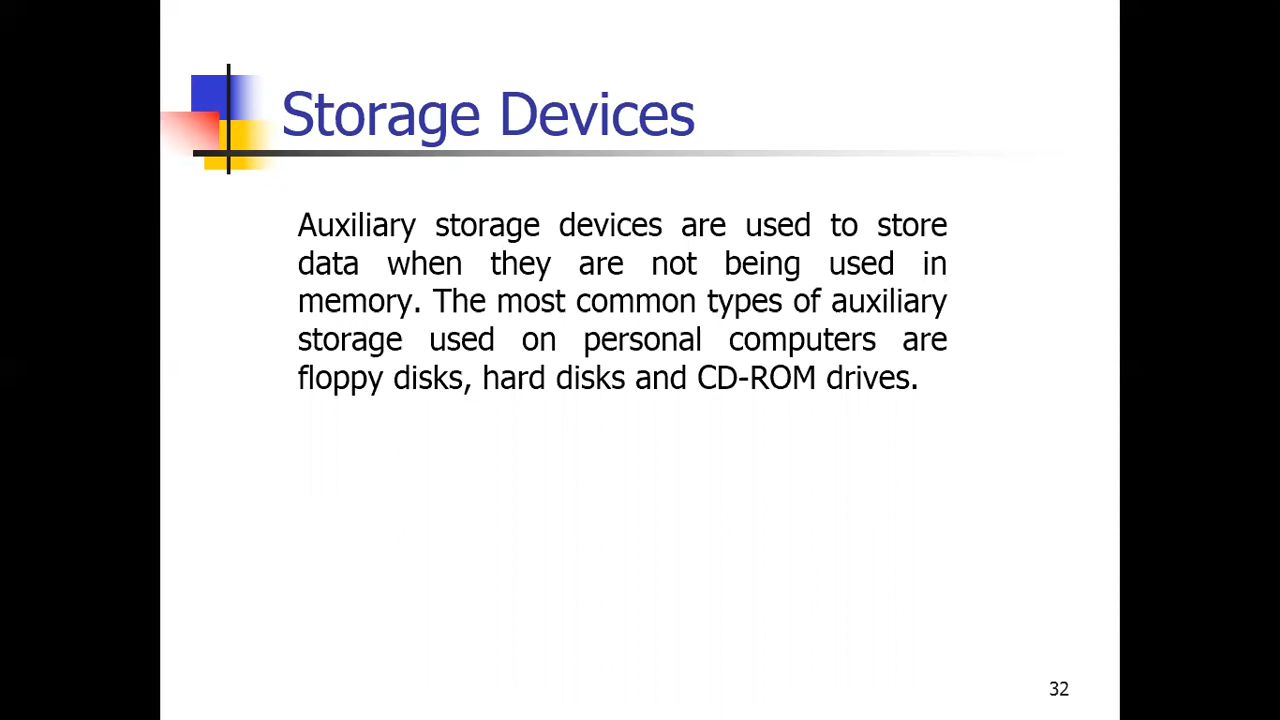 Storage Devices
Auxiliary storage devices are used to store
data when they are not being used in
memory. The most common types of auxiliary
storage used on personal computers are
floppy disks, hard disks and CD-ROM drives.
32